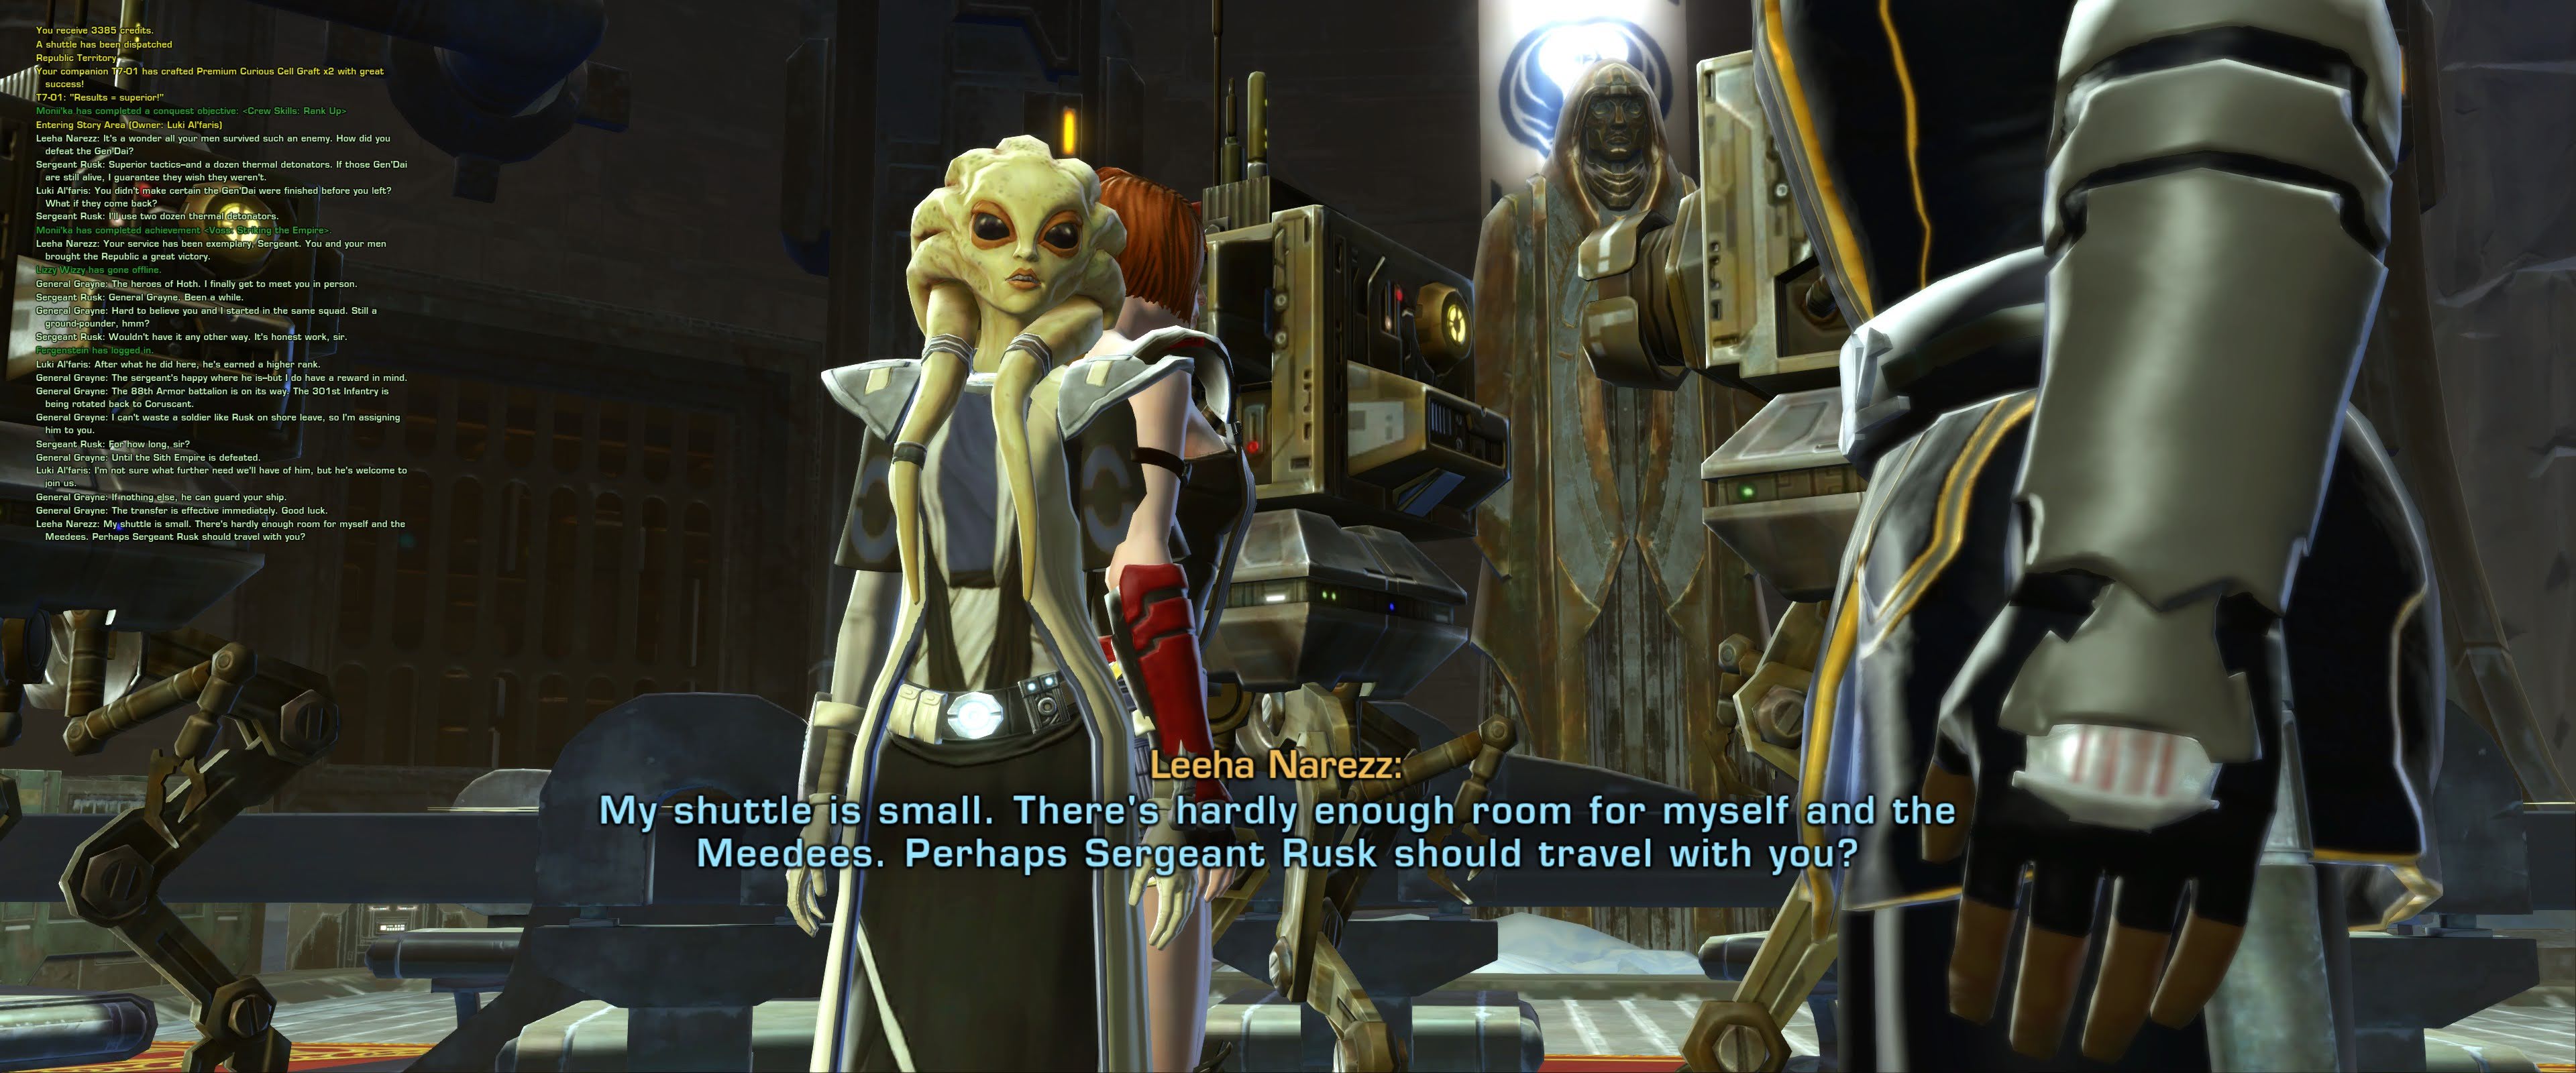 You receive 3385 credits.
A shuttle has been dispatched
Republic Territory
Your companion T7-01 has crafted Premium Curious Cell Graft x2 with great
success!
T7-01: "Results = superior!"
Monii'ka has completed a conquest objective: <Crew Skills: Rank Up>
Entering Story Area (Owner: Luki Al'faris)
Leeha Narezz: It's a wonder all your men survived such an enemy. How did you
defeat the Gen'Dai?
Sergeant Rusk: Superior tactics—and a dozen thermal detonators. If those Gen'Dai
are still alive, I guarantee they wish they weren't.
Luki Al'faris: You didn't make certain the Gen'Dai were finished before you left?
What if they come back?
Sergeant Rusk: I'll use two dozen thermal detonators.
Monii'ka has completed achievement <Voss: Striking the Empire>.
Leeha Narezz: Your service has been exemplary, Sergeant. You and your men
brought the Republic a great victory.
Lizzy Wizzy has gone offline.
General Grayne: The heroes of Hoth. I finally get to meet you in person.
Sergeant Rusk: General Grayne. Been a while.
General Grayne: Hard to believe you and I started in the same squad. Still a
ground-pounder, hmm?
Sergeant Rusk: Wouldn't have it any other way. It's honest work, sir.
Fergenstein has logged in.
Luki Al'faris: After what he did here, he's earned a higher rank.
General Grayne: The sergeant's happy where he is—but I do have a reward in mind.
General Grayne: The 88th Armor battalion is on its way. The 301st Infantry is
being rotated back to Coruscant.
General Grayne: I can't waste a soldier like Rusk on shore leave, so I'm assigning
him to you.
Sergeant Rusk: For how long, sir?
General Grayne: Until the Sith Empire is defeated.
Luki Al'faris: I'm not sure what further need we'll have of him, but he's welcome to
join us.
General Grayne: If nothing else, he can guard your ship.
General Grayne: The transfer is effective immediately. Good luck.
Leeha Narezz: My shuttle is small. There's hardly enough room for myself and the
Meedees. Perhaps Sergeant Rusk should travel with you?
Leeha Narezz:
My shuttle is small. There's hardly enough room for myself and the
Meedees. Perhaps Sergeant Rusk should travel with you?